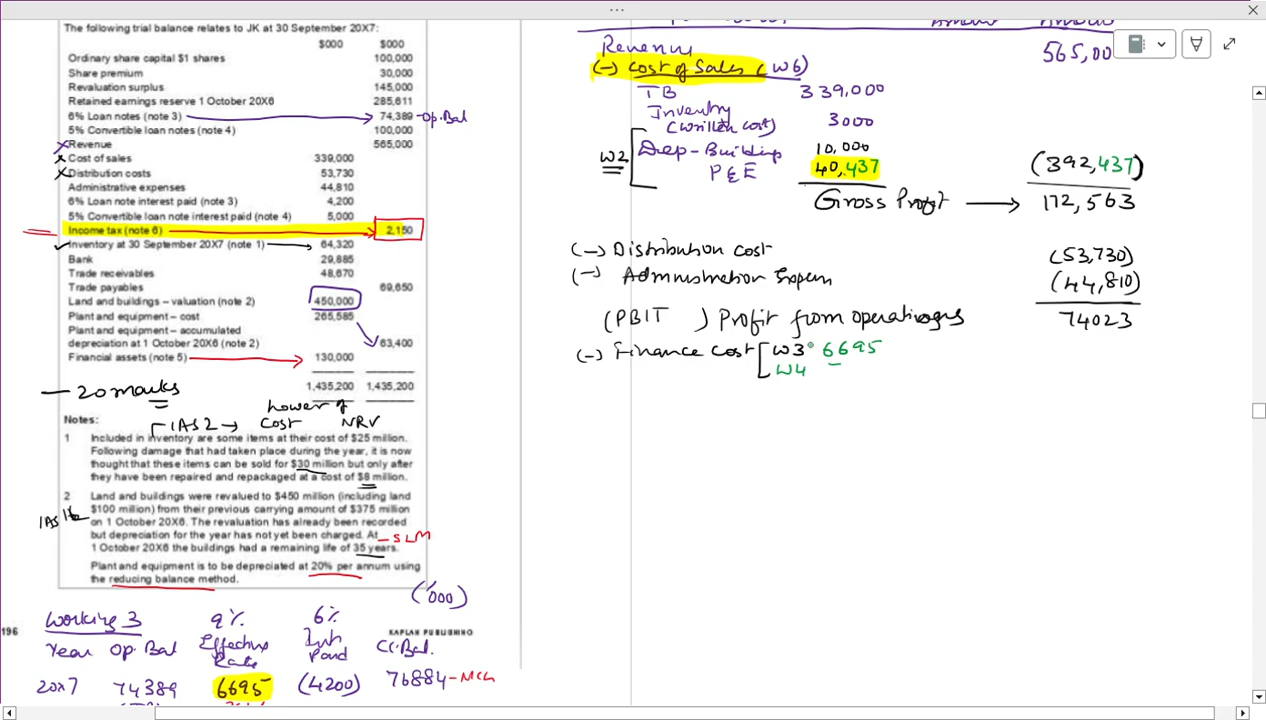 The following trial balance relates to JK at 30 September 20X7:
$000 $000
Ordinary share capital $1 shares 100,000
Share premium 30,000
Revaluation surplus 145,000
Retained earnings reserve 1 October 20X6 285,611
6% Loan notes (note 3) 74,389 - Op.Bal
5% Convertible loan notes (note 4) 100,000
Revenue 565,000
Cost of sales 339,000
Distribution costs 53,730
Administrative expenses 44,810
6% Loan note interest paid (note 3) 4,200
5% Convertible loan note interest paid (note 4) 5,000
Income tax (note 6) 2,150
Inventory at 30 September 20X7 (note 1) 64,320
Bank 29,885
Trade receivables 48,670
Trade payables 69,650
Land and buildings – valuation (note 2) 450,000
Plant and equipment – cost 265,585
Plant and equipment – accumulated
depreciation at 1 October 20X6 (note 2) 63,400
Financial assets (note 5) 130,000
1,435,200 1,435,200
— 20 marks
Lower of
IAS 2 → Cost NRV
Notes:
1 Included in inventory are some items at their cost of $25 million.
Following damage that had taken place during the year, it is now
thought that these items can be sold for $30 million but only after
they have been repaired and repackaged at a cost of $8 million.
2 Land and buildings were revalued to $450 million (including land
$100 million) from their previous carrying amount of $375 million
IAS 16 on 1 October 20X6. The revaluation has already been recorded
but depreciation for the year has not yet been charged. At - SLM
1 October 20X6 the buildings had a remaining life of 35 years.
Plant and equipment is to be depreciated at 20% per annum using
the reducing balance method.
('000)
196 KAPLAN PUBLISHING
Working 3 9% 6%
Year Op. Bal Effective Rate Int Paid Cl. Bal.
20x7 74389 6695 (4200) 76884 - NCL
Revenue 565,00
(-) Cost of Sales (W6)
TB 339,000
Inventory
(written cost) 3000
W2 Dep - Building 10,000
P&E 40,437 (392,437)
Gross Profit → 172,563
(-) Distribution cost (53,730)
(-) Administration Expen (44,810)
(PBIT ) Profit from operations 74023
(-) Finance cost [ W3 6695
W4